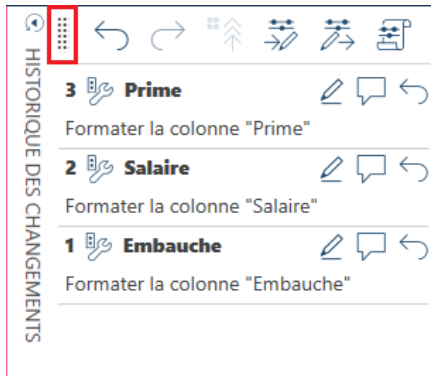 HISTORIQUE DES CHANGEMENTS
3 Prime
Formater la colonne "Prime"
2 Salaire
Formater la colonne "Salaire"
1 Embauche
Formater la colonne "Embauche"